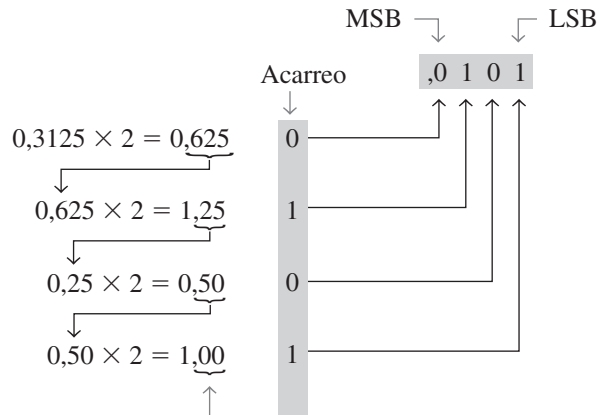 MSB LSB
,0 1 0 1
Acarreo
0,3125 × 2 = 0,625 0
0,625 × 2 = 1,25 1
0,25 × 2 = 0,50 0
0,50 × 2 = 1,00 1